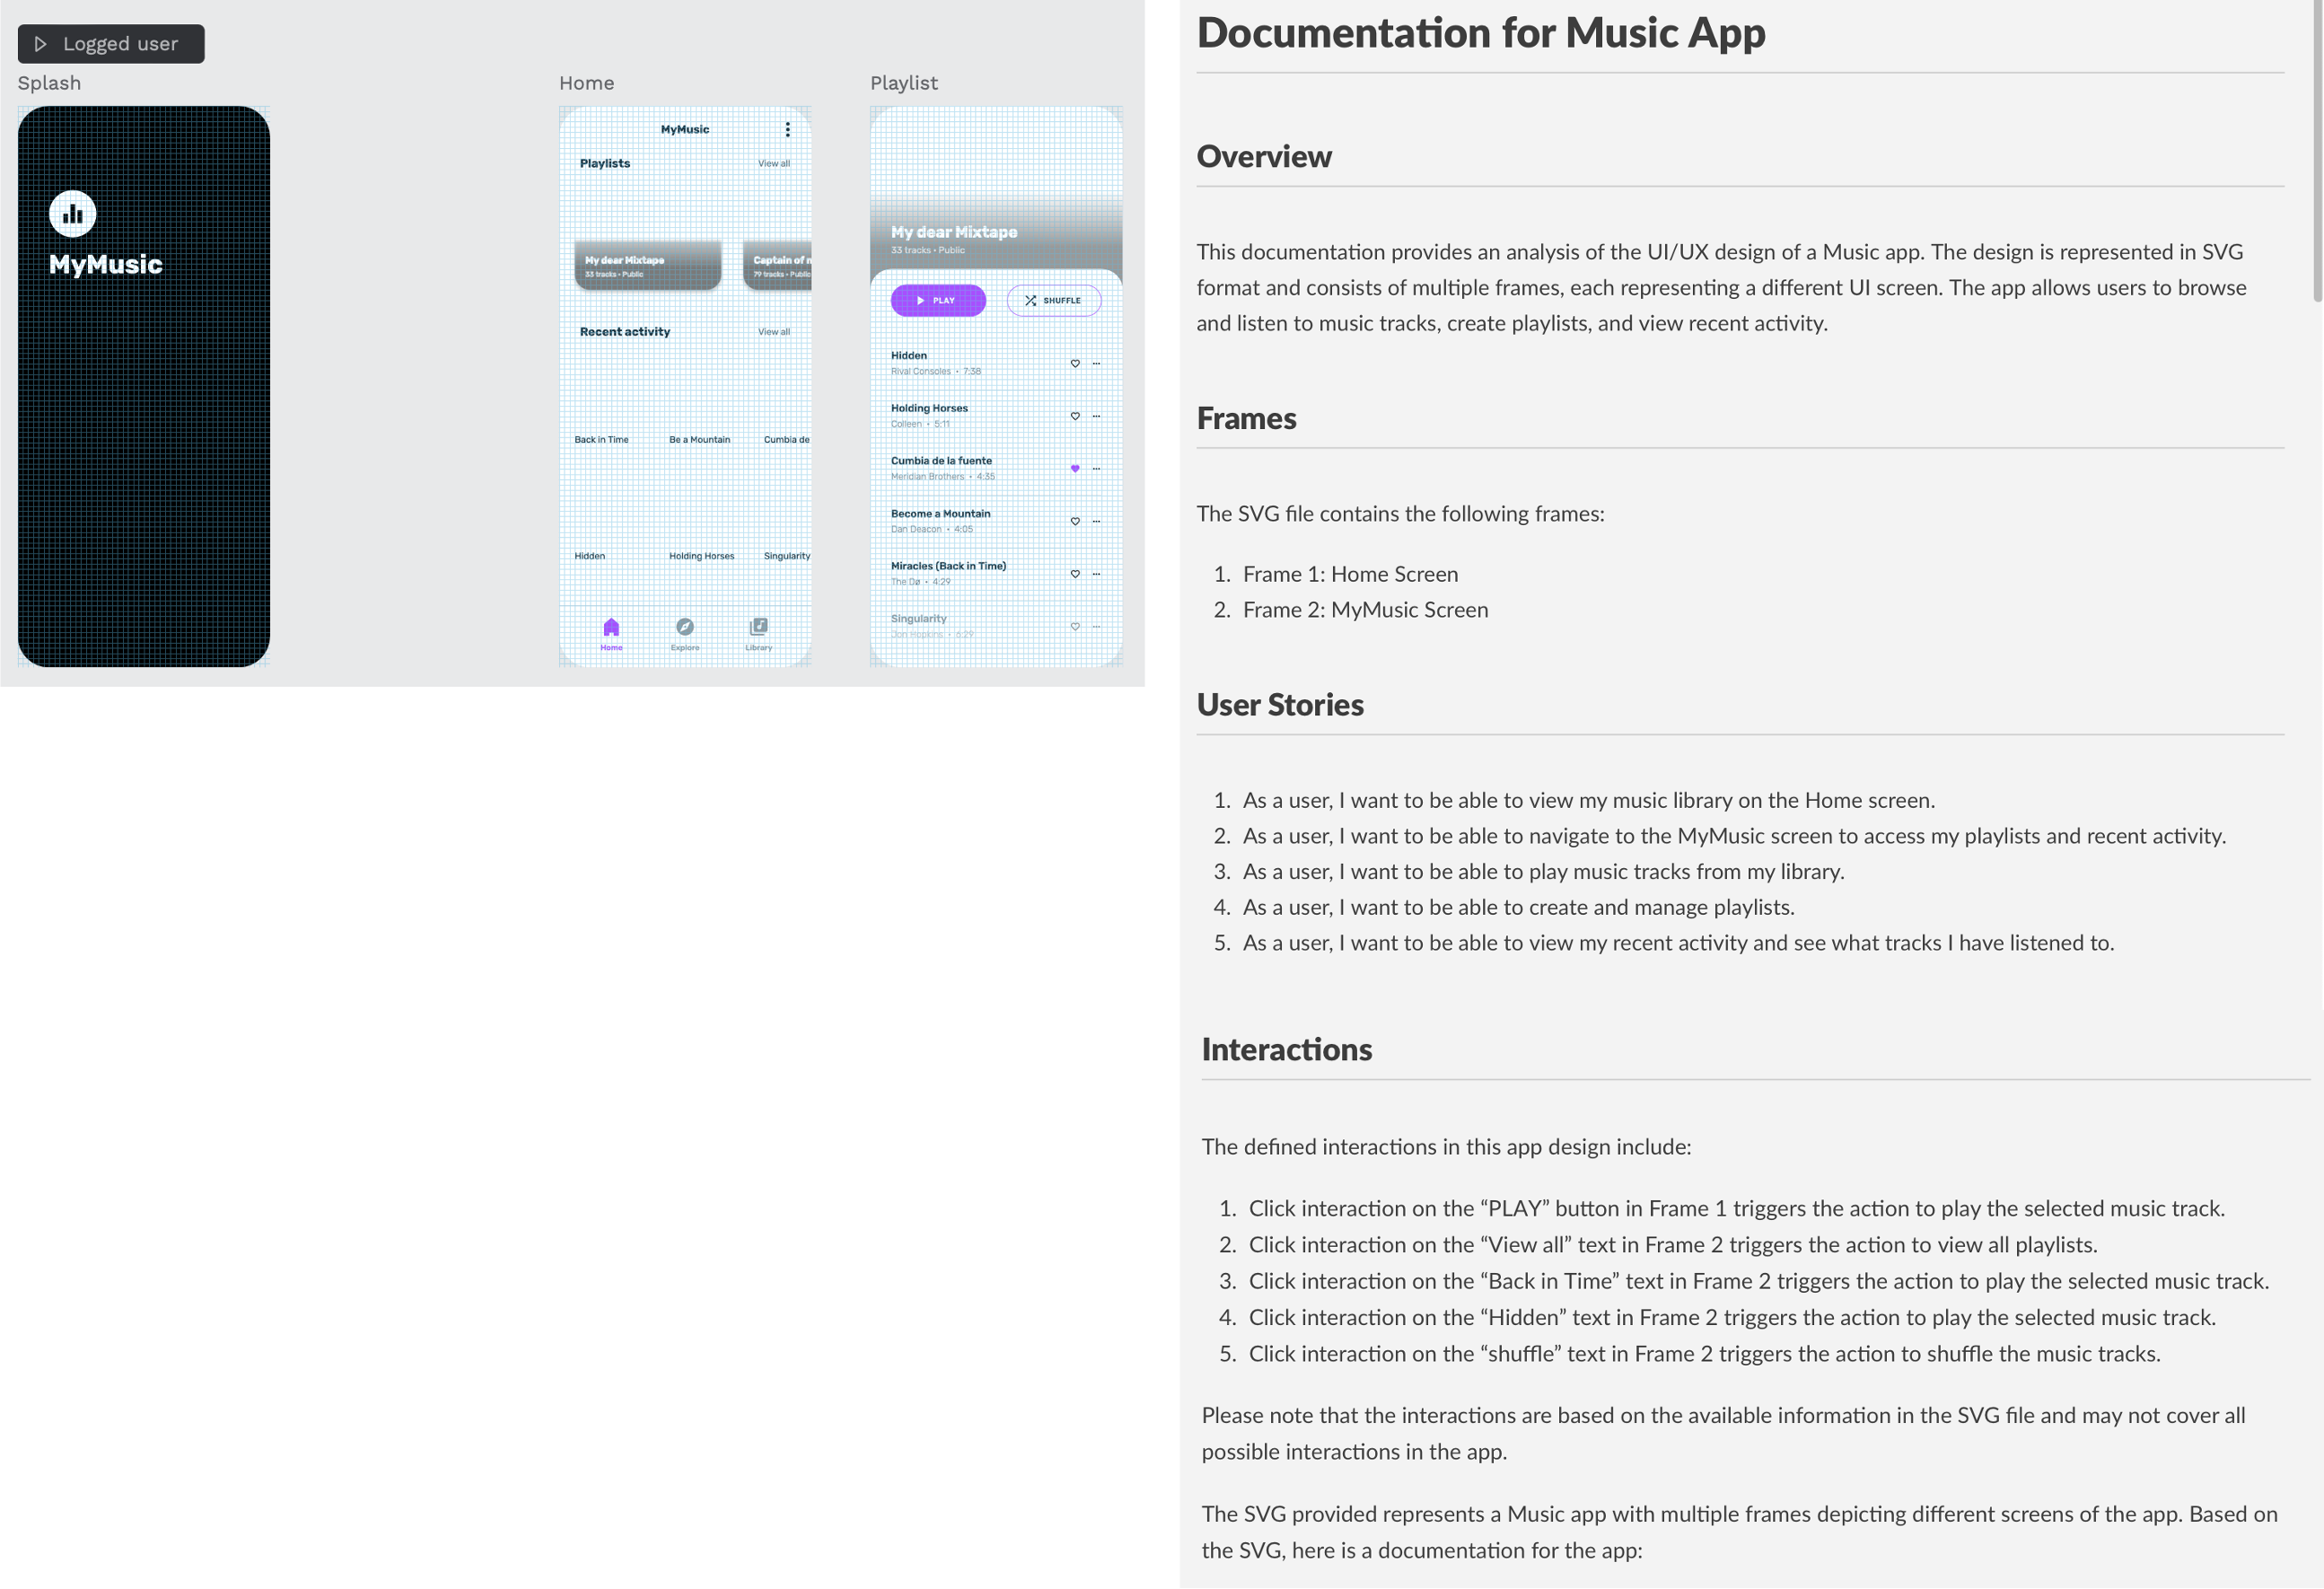 Logged user
Splash
MyMusic
Home
MyMusic
Playlists View all
My dear Mixtape
33 tracks • Public
Captain of m
79 tracks • Public
Recent activity View all
Back in Time Be a Mountain Cumbia de
Hidden Holding Horses Singularity
Home Explore Library
Playlist
My dear Mixtape
33 tracks • Public
PLAY SHUFFLE
Hidden
Rival Consoles • 7:38
Holding Horses
Colleen • 5:11
Cumbia de la fuente
Meridian Brothers • 4:35
Become a Mountain
Dan Deacon • 4:05
Miracles (Back in Time)
The Dø • 4:29
Singularity
Jon Hopkins • 6:29
Documentation for Music App
Overview
This documentation provides an analysis of the UI/UX design of a Music app. The design is represented in SVG
format and consists of multiple frames, each representing a different UI screen. The app allows users to browse
and listen to music tracks, create playlists, and view recent activity.
Frames
The SVG file contains the following frames:
1. Frame 1: Home Screen
2. Frame 2: MyMusic Screen
User Stories
1. As a user, I want to be able to view my music library on the Home screen.
2. As a user, I want to be able to navigate to the MyMusic screen to access my playlists and recent activity.
3. As a user, I want to be able to play music tracks from my library.
4. As a user, I want to be able to create and manage playlists.
5. As a user, I want to be able to view my recent activity and see what tracks I have listened to.
Interactions
The defined interactions in this app design include:
1. Click interaction on the “PLAY” button in Frame 1 triggers the action to play the selected music track.
2. Click interaction on the “View all” text in Frame 2 triggers the action to view all playlists.
3. Click interaction on the “Back in Time” text in Frame 2 triggers the action to play the selected music track.
4. Click interaction on the “Hidden” text in Frame 2 triggers the action to play the selected music track.
5. Click interaction on the “shuffle” text in Frame 2 triggers the action to shuffle the music tracks.
Please note that the interactions are based on the available information in the SVG file and may not cover all
possible interactions in the app.
The SVG provided represents a Music app with multiple frames depicting different screens of the app. Based on
the SVG, here is a documentation for the app: